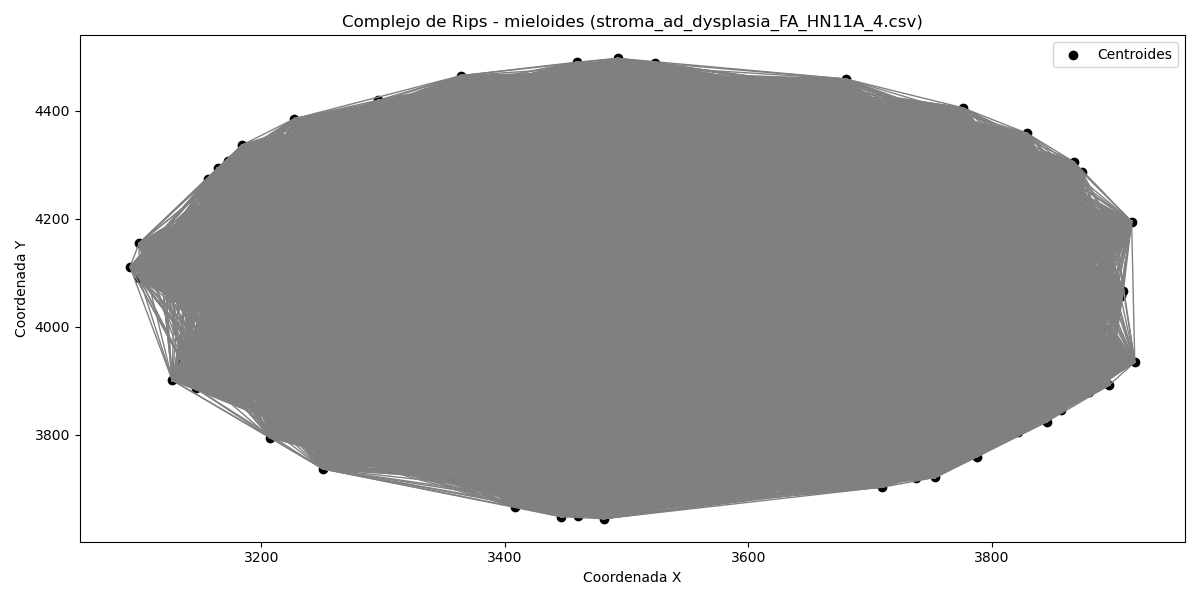 Complejo de Rips - mieloides (stroma_ad_dysplasia_FA_HN11A_4.csv)
Centroides
4400
4200
4000
3800
Coordenada Y
3200 3400 3600 3800
Coordenada X